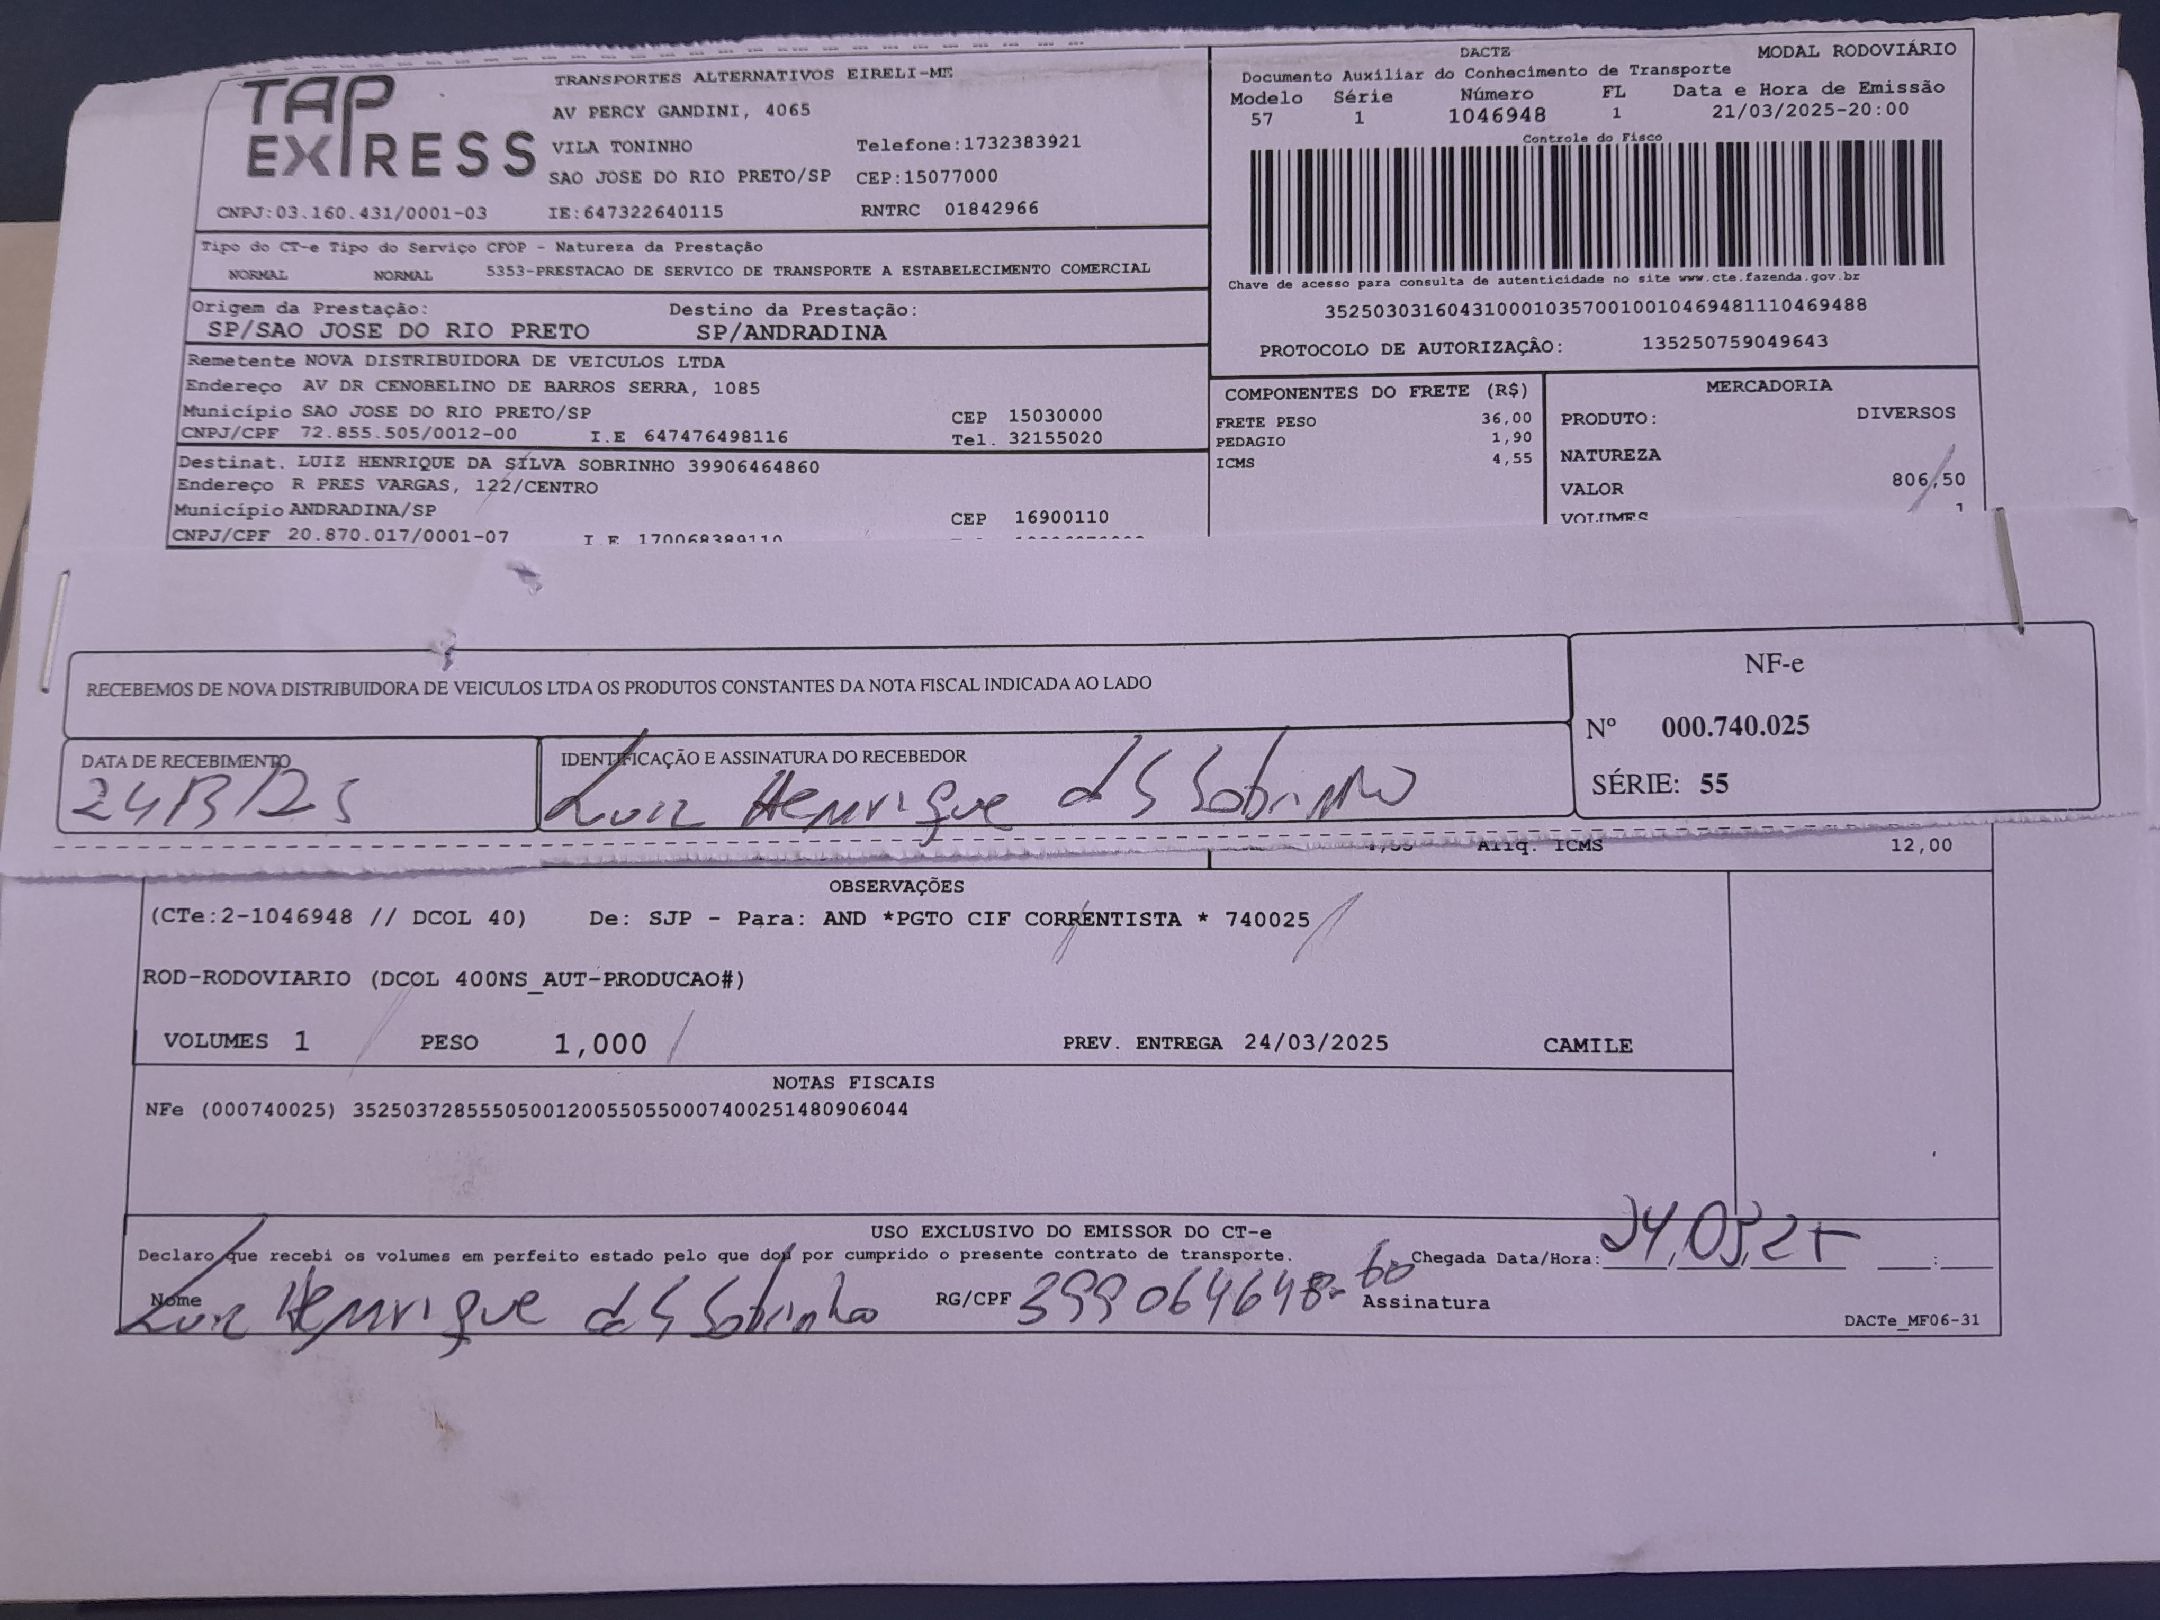 TAP EXPRESS
TRANSPORTES ALTERNATIVOS EIRELI-ME
AV PERCY GANDINI, 4065
VILA TONINHO Telefone:1732383921
SAO JOSE DO RIO PRETO/SP CEP:15077000
CNPJ:03.160.431/0001-03 IE:647322640115 RNTRC 01842966
DACTE MODAL RODOVIÁRIO
Documento Auxiliar do Conhecimento de Transporte
Modelo Série Número FL Data e Hora de Emissão
57 1 1046948 1 21/03/2025-20:00
Controle do Fisco
Chave de acesso para consulta de autenticidade no site www.cte.fazenda.gov.br
35250303160431000103570010010469481110469488
PROTOCOLO DE AUTORIZAÇÃO: 135250759049643
Tipo do CT-e Tipo do Serviço CFOP - Natureza da Prestação
NORMAL NORMAL 5353-PRESTACAO DE SERVICO DE TRANSPORTE A ESTABELECIMENTO COMERCIAL
Origem da Prestação: Destino da Prestação:
SP/SAO JOSE DO RIO PRETO SP/ANDRADINA
Remetente NOVA DISTRIBUIDORA DE VEICULOS LTDA
Endereço AV DR CENOBELINO DE BARROS SERRA, 1085
Município SAO JOSE DO RIO PRETO/SP CEP 15030000
CNPJ/CPF 72.855.505/0012-00 I.E 647476498116 Tel. 32155020
Destinat. LUIZ HENRIQUE DA SILVA SOBRINHO 39906464860
Endereço R PRES VARGAS, 122/CENTRO
Município ANDRADINA/SP CEP 16900110
CNPJ/CPF 20.870.017/0001-07 I.E 170068389110
COMPONENTES DO FRETE (R$)
FRETE PESO 36,00
PEDAGIO 1,90
ICMS 4,55
MERCADORIA
PRODUTO: DIVERSOS
NATUREZA
VALOR 806,50
VOLUMES 1
RECEBEMOS DE NOVA DISTRIBUIDORA DE VEICULOS LTDA OS PRODUTOS CONSTANTES DA NOTA FISCAL INDICADA AO LADO
DATA DE RECEBIMENTO
24/3/25
IDENTIFICAÇÃO E ASSINATURA DO RECEBEDOR
Luiz Henrique d S Sobrinho
NF-e
Nº 000.740.025
SÉRIE: 55
4,55 Aliq. ICMS 12,00
OBSERVAÇÕES
(CTe:2-1046948 // DCOL 40) De: SJP - Para: AND *PGTO CIF CORRENTISTA * 740025
ROD-RODOVIARIO (DCOL 400NS_AUT-PRODUCAO#)
VOLUMES 1 PESO 1,000 PREV. ENTREGA 24/03/2025 CAMILE
NOTAS FISCAIS
NFe (000740025) 35250372855505001200550550007400251480906044
USO EXCLUSIVO DO EMISSOR DO CT-e
Declaro que recebi os volumes em perfeito estado pelo que dou por cumprido o presente contrato de transporte. Chegada Data/Hora: 24,03,25 :
Nome Luiz Henrique da S Sobrinho RG/CPF 399064648-60 Assinatura
DACTe_MF06-31